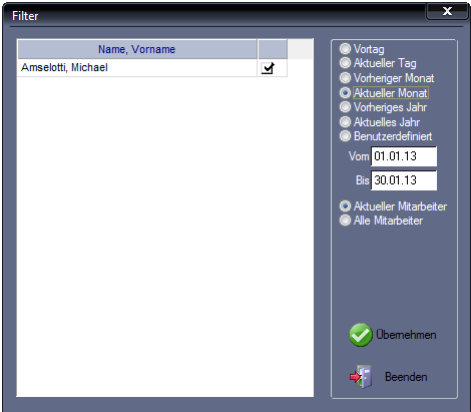 Filter
x
Name, Vorname
Amselotti, Michael
Vortag
Aktueller Tag
Vorheriger Monat
Aktueller Monat
Vorheriges Jahr
Aktuelles Jahr
Benutzerdefiniert
Vom 01.01.13
Bis 30.01.13
Aktueller Mitarbeiter
Alle Mitarbeiter
Übernehmen
Beenden